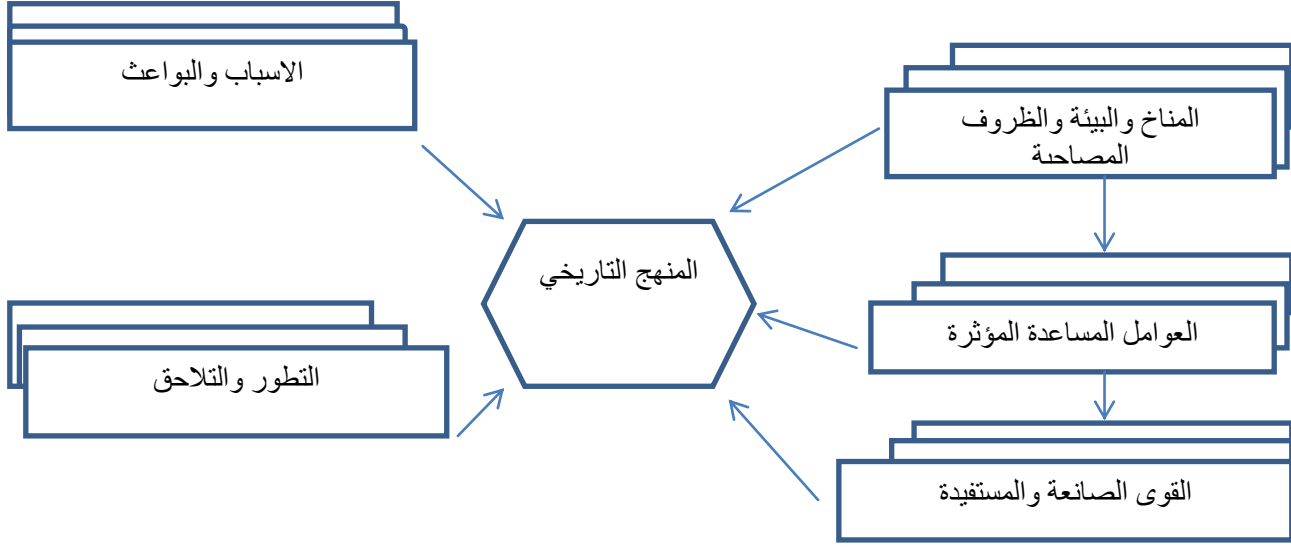 الاسباب والبواعث
المناخ والبيئة والظروف
المصاحبة
المنهج التاريخي
العوامل المساعدة المؤثرة
التطور والتلاحق
القوى الصانعة والمستفيدة